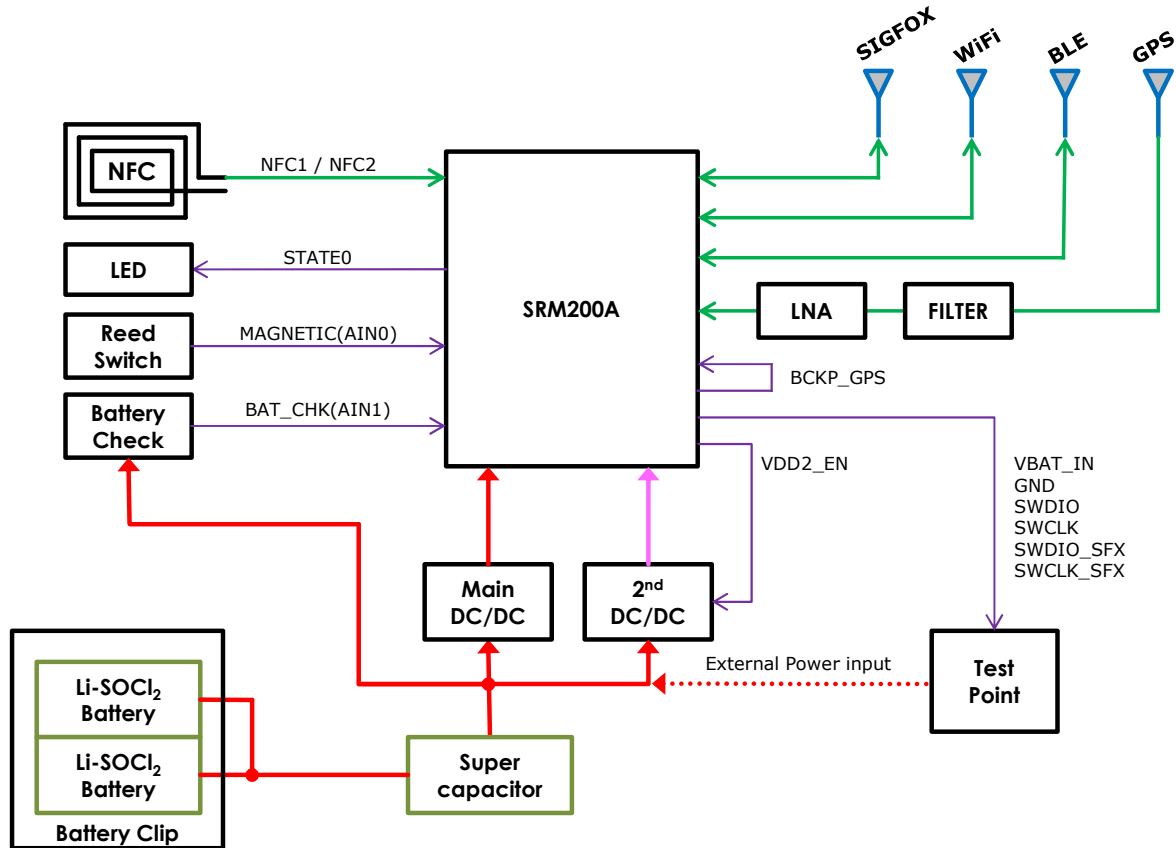 SIGFOX
WiFi
BLE
GPS
NFC
NFC1 / NFC2
LED
STATE0
SRM200A
LNA
FILTER
Reed
Switch
MAGNETIC(AIN0)
BCKP_GPS
Battery
Check
BAT_CHK(AIN1)
VDD2_EN
VBAT_IN
GND
SWDIO
SWCLK
SWDIO_SFX
SWCLK_SFX
Main
DC/DC
2nd
DC/DC
External Power input
Test
Point
Li-SOCl₂
Battery
Li-SOCl₂
Battery
Super
capacitor
Battery Clip